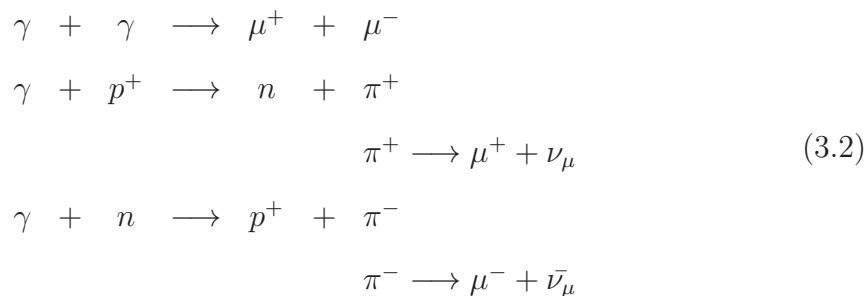 γ + γ ⟶ μ⁺ + μ⁻
γ + p⁺ ⟶ n + π⁺
π⁺ ⟶ μ⁺ + ν_μ (3.2)
γ + n ⟶ p⁺ + π⁻
π⁻ ⟶ μ⁻ + ν̄_μ